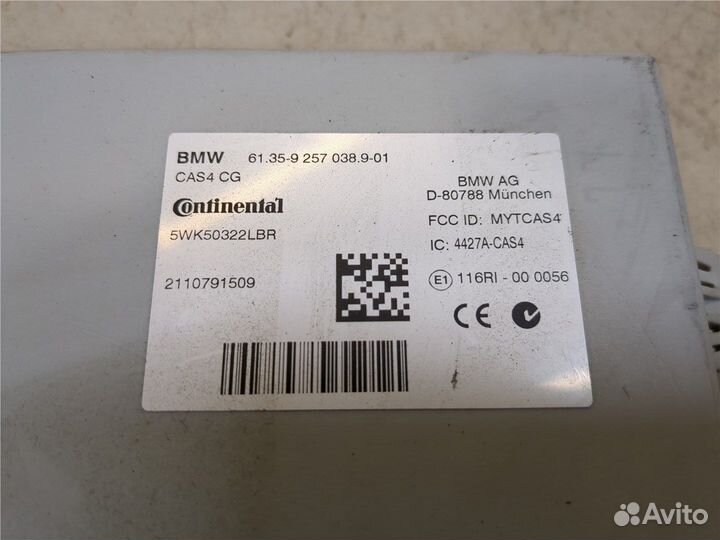 BMW 61.35-9 257 038.9-01
CAS4 CG
Continental
5WK50322LBR
2110791509
BMW AG
D-80788 München
FCC ID: MYTCAS4
IC: 4427A-CAS4
E1 116RI - 00 0056
CE
Avito